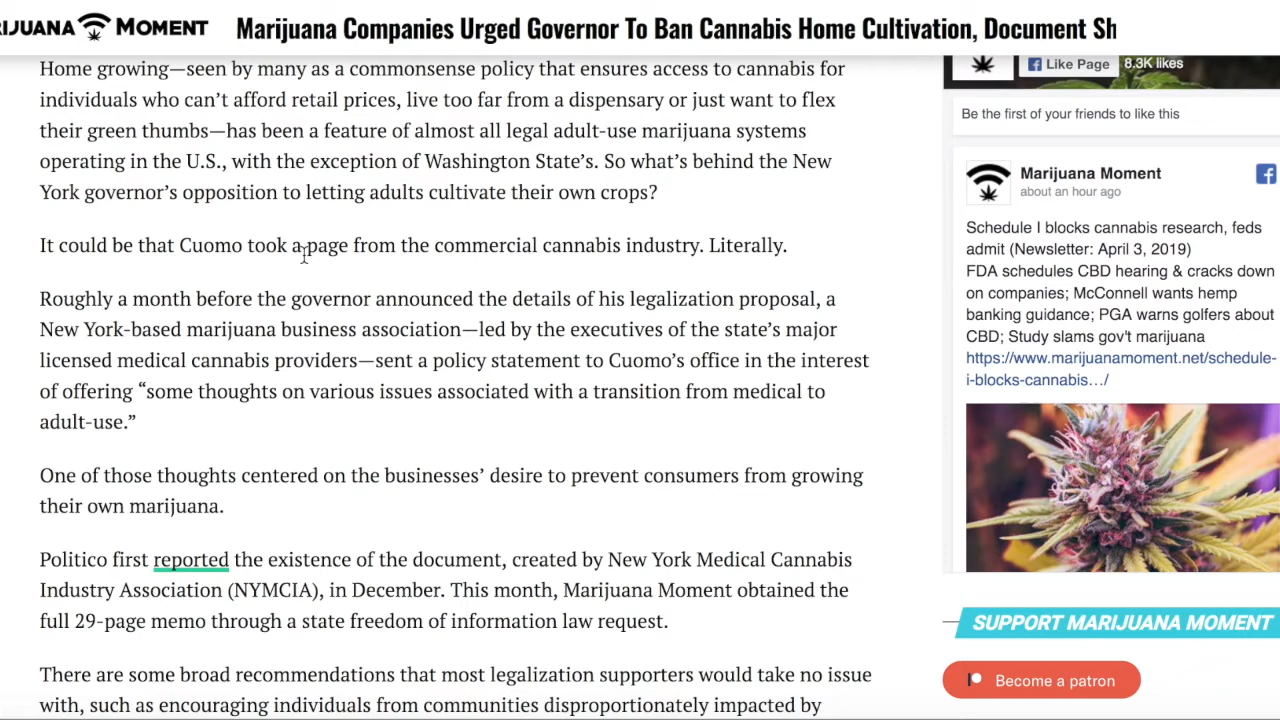 RIJUANA MOMENT
Marijuana Companies Urged Governor To Ban Cannabis Home Cultivation, Document Sh
Home growing—seen by many as a commonsense policy that ensures access to cannabis for
individuals who can’t afford retail prices, live too far from a dispensary or just want to flex
their green thumbs—has been a feature of almost all legal adult-use marijuana systems
operating in the U.S., with the exception of Washington State’s. So what’s behind the New
York governor’s opposition to letting adults cultivate their own crops?
It could be that Cuomo took a page from the commercial cannabis industry. Literally.
Roughly a month before the governor announced the details of his legalization proposal, a
New York-based marijuana business association—led by the executives of the state’s major
licensed medical cannabis providers—sent a policy statement to Cuomo’s office in the interest
of offering “some thoughts on various issues associated with a transition from medical to
adult-use.”
One of those thoughts centered on the businesses’ desire to prevent consumers from growing
their own marijuana.
Politico first reported the existence of the document, created by New York Medical Cannabis
Industry Association (NYMCIA), in December. This month, Marijuana Moment obtained the
full 29-page memo through a state freedom of information law request.
There are some broad recommendations that most legalization supporters would take no issue
with, such as encouraging individuals from communities disproportionately impacted by
Like Page 8.3K likes
Be the first of your friends to like this
Marijuana Moment
about an hour ago
Schedule I blocks cannabis research, feds
admit (Newsletter: April 3, 2019)
FDA schedules CBD hearing & cracks down
on companies; McConnell wants hemp
banking guidance; PGA warns golfers about
CBD; Study slams gov't marijuana
https://www.marijuanamoment.net/schedule-
i-blocks-cannabis…/
SUPPORT MARIJUANA MOMENT
Become a patron